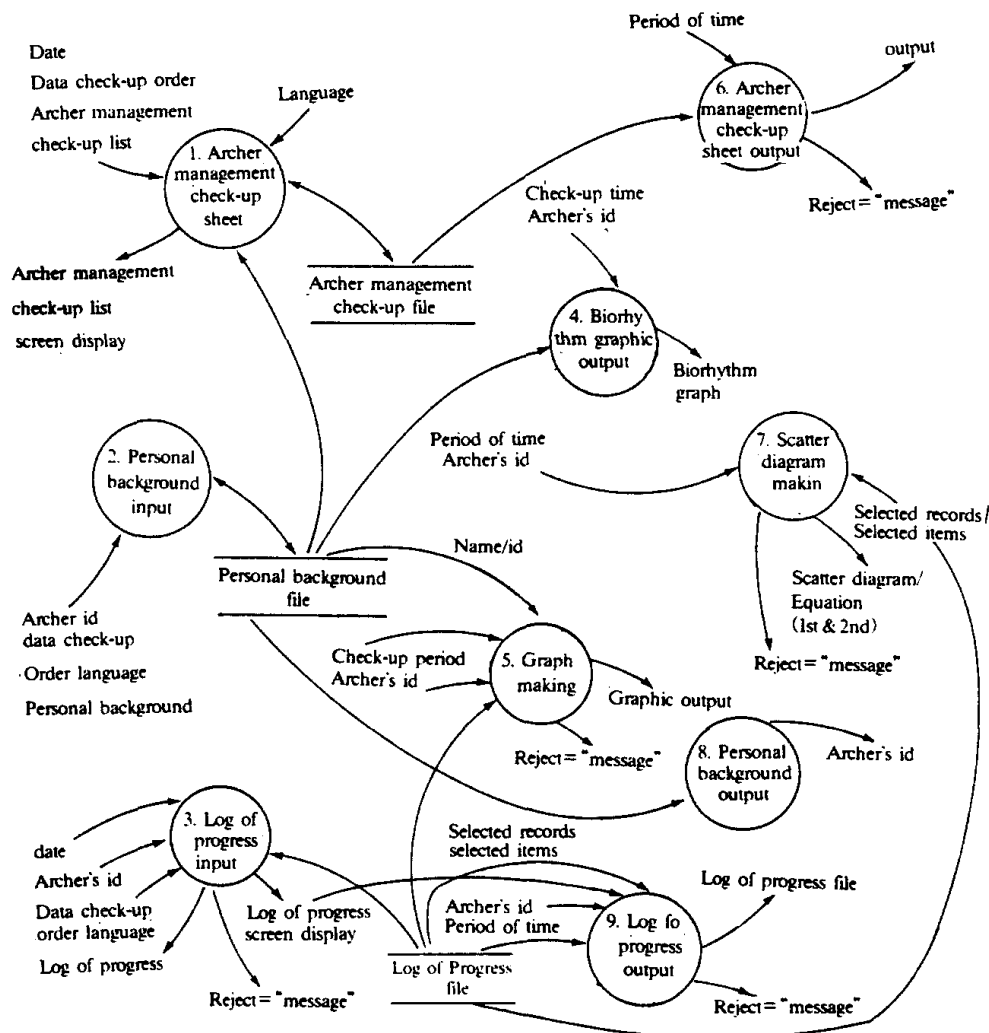 Date
Data check-up order
Archer management
check-up list
Language
1. Archer
management
check-up
sheet
Archer management
check-up list
screen display
Archer management
check-up file
Period of time
output
6. Archer
management
check-up
sheet output
Reject = "message"
Check-up time
Archer's id
4. Biorhy
thm graphic
output
Biorhythm
graph
2. Personal
background
input
Archer id
data check-up
Order language
Personal background
Personal background
file
Period of time
Archer's id
7. Scatter
diagram
makin
Selected records/
Selected items
Scatter diagram/
Equation
(1st & 2nd)
Reject = "message"
Name/id
Check-up period
Archer's id
5. Graph
making
Graphic output
Reject = "message"
8. Personal
background
output
Archer's id
3. Log of
progress
input
date
Archer's id
Data check-up
order language
Log of progress
Reject = "message"
Log of progress
screen display
Selected records
selected items
Archer's id
Period of time
Log of Progress
file
9. Log fo
progress
output
Log of progress file
Reject = "message"